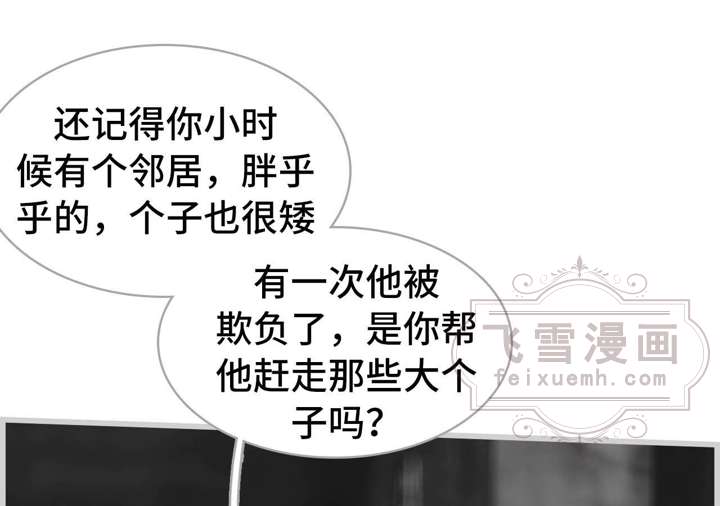 还记得你小时
候有个邻居，胖乎
乎的，个子也很矮
有一次他被
欺负了，是你帮
他赶走那些大个
子吗？
飞雪漫画
feixuemh.com